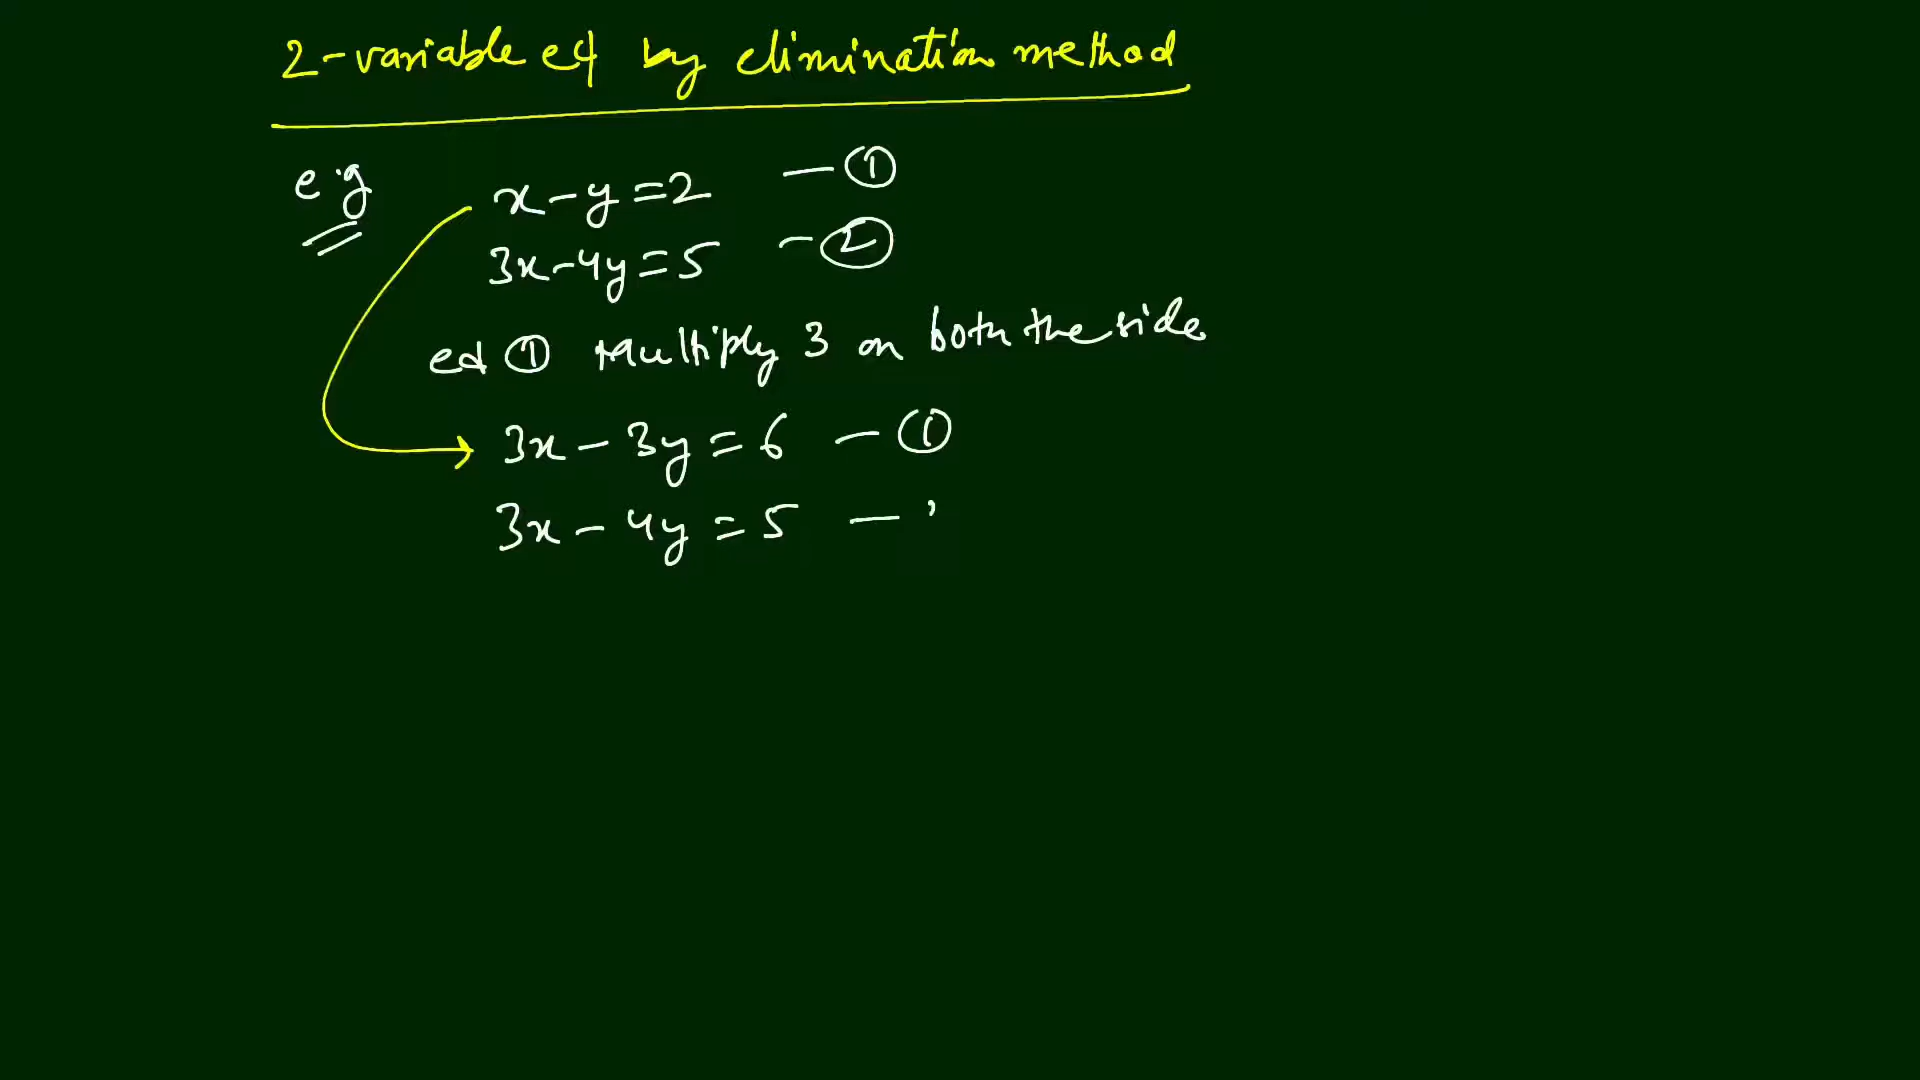 2-variable eq by elimination method
e.g x-y=2 —①
3x-4y=5 -②
eq ① Multiply 3 on both the side
3x - 3y = 6 — ①
3x - 4y = 5 —